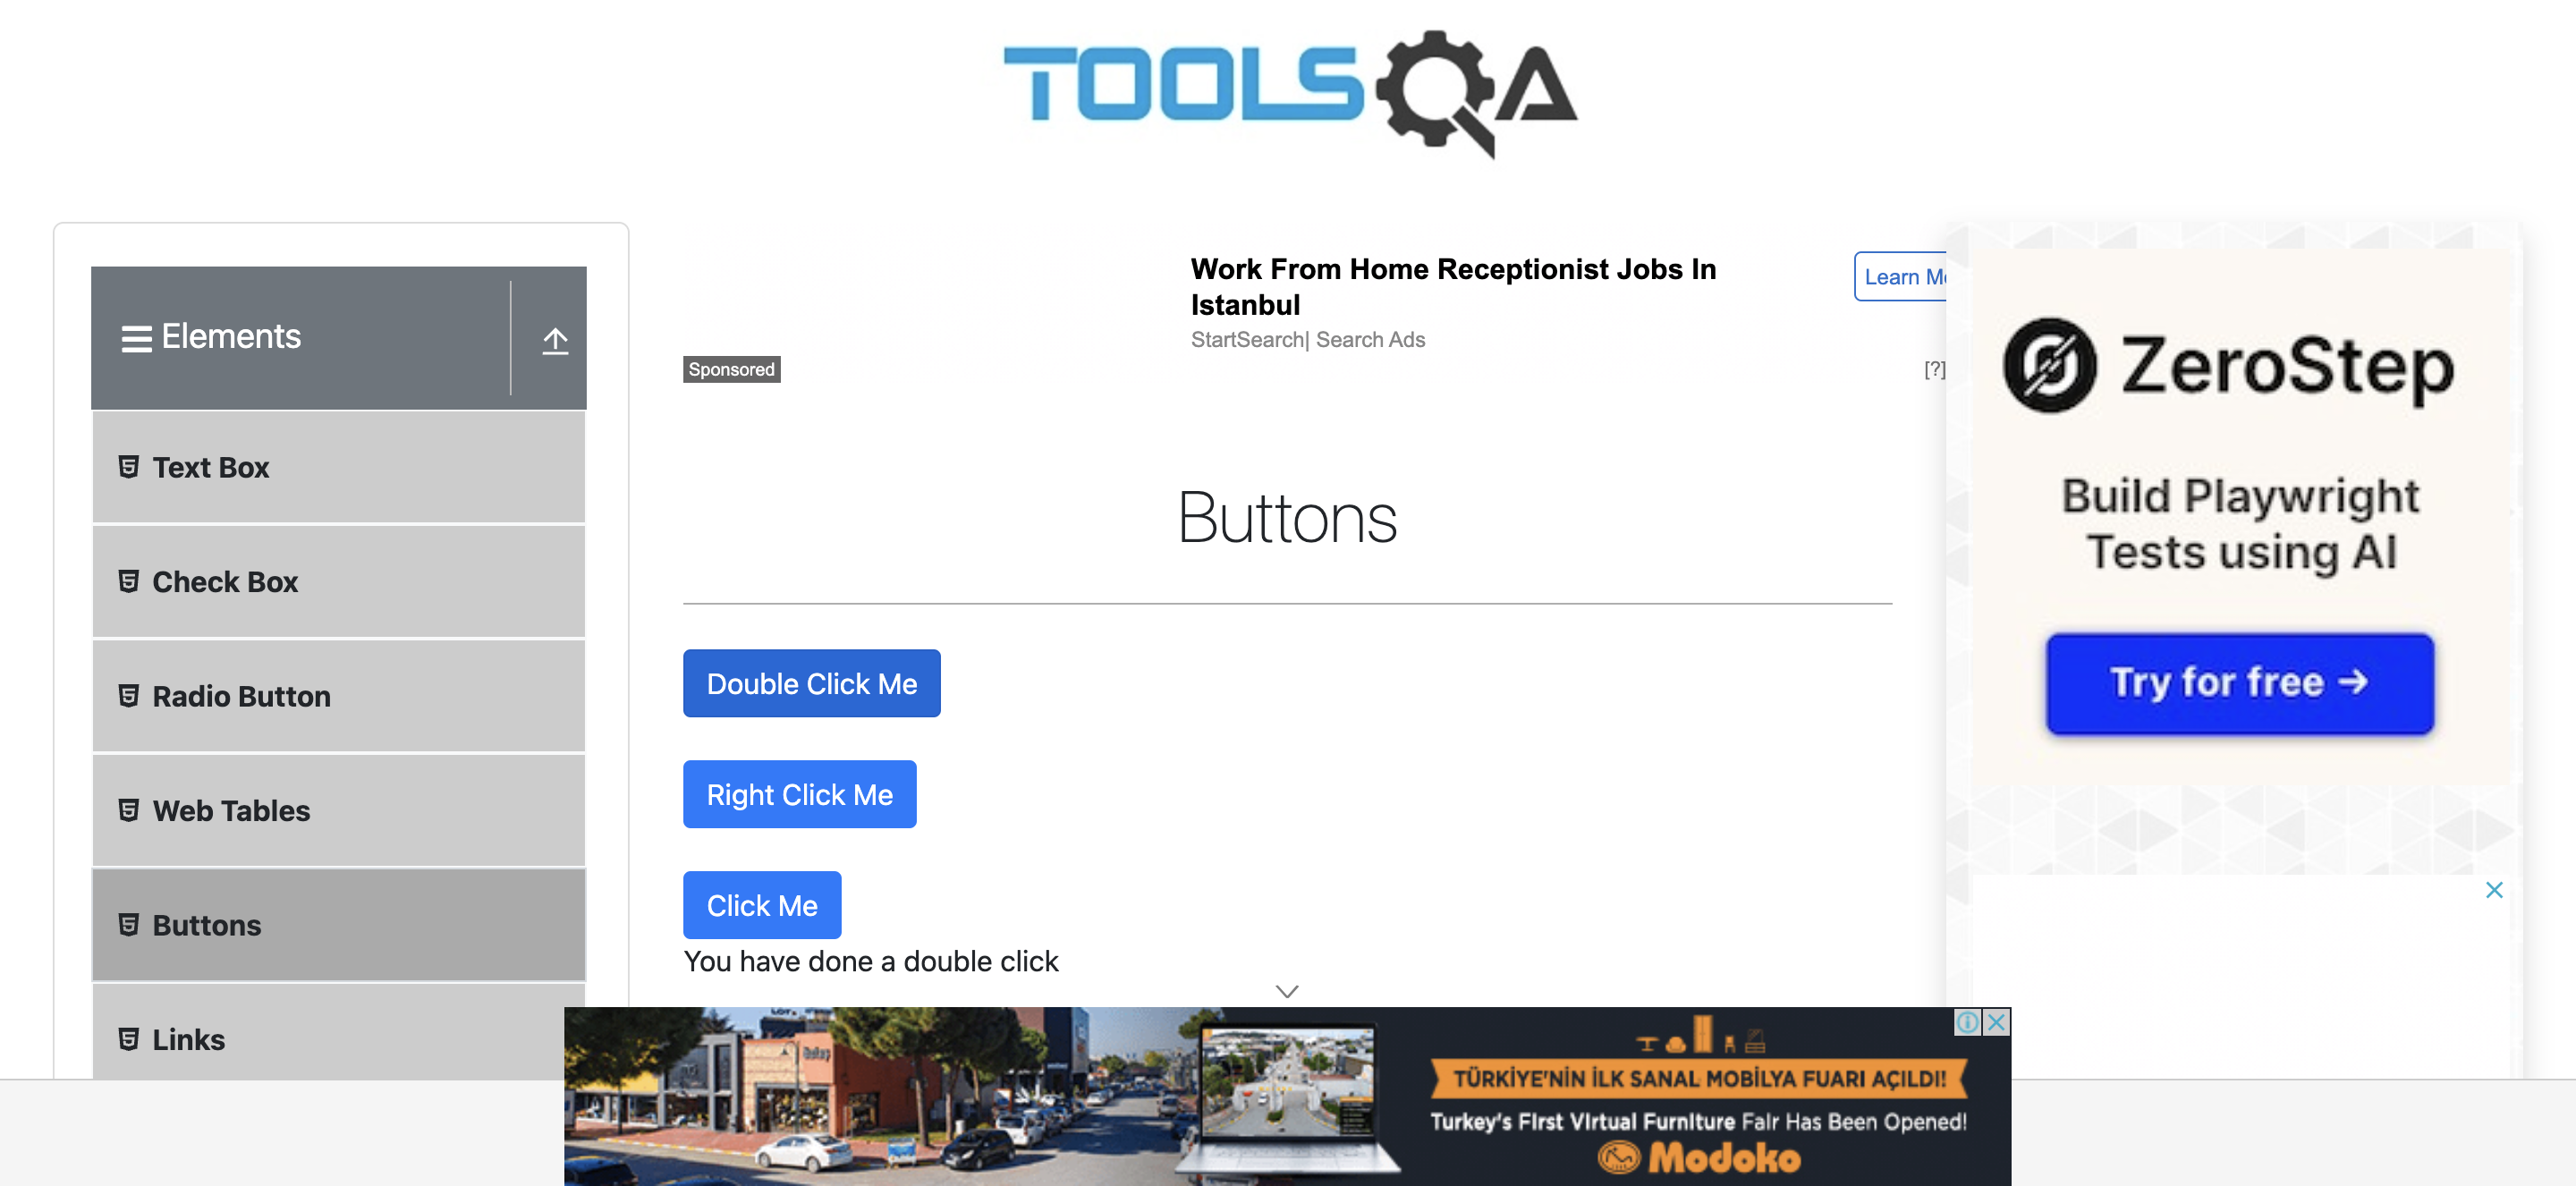 TOOLSQA
Elements
Text Box
Check Box
Radio Button
Web Tables
Buttons
Links
Work From Home Receptionist Jobs In
Istanbul
StartSearch| Search Ads
Learn Mo
Sponsored
[?]
Buttons
Double Click Me
Right Click Me
Click Me
You have done a double click
ZeroStep
Build Playwright
Tests using AI
Try for free →
TÜRKİYE'NİN İLK SANAL MOBİLYA FUARI AÇILDI!
Turkey's First Virtual Furniture Fair Has Been Opened!
Modoko